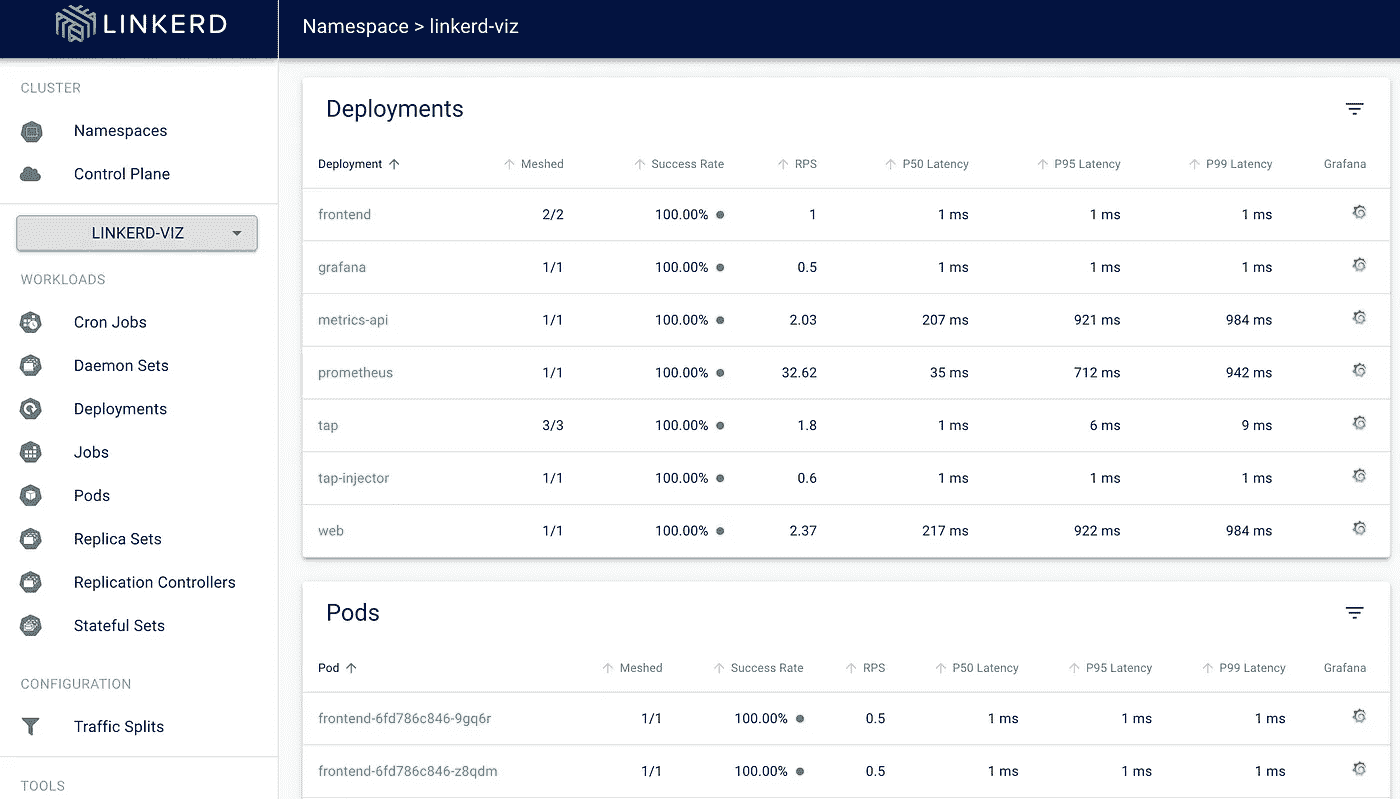 LINKERD
Namespace > linkerd-viz
CLUSTER
Namespaces
Control Plane
LINKERD-VIZ
WORKLOADS
Cron Jobs
Daemon Sets
Deployments
Jobs
Pods
Replica Sets
Replication Controllers
Stateful Sets
CONFIGURATION
Traffic Splits
TOOLS
Deployments
Deployment Meshed Success Rate RPS P50 Latency P95 Latency P99 Latency Grafana
frontend 2/2 100.00% 1 1 ms 1 ms 1 ms
grafana 1/1 100.00% 0.5 1 ms 1 ms 1 ms
metrics-api 1/1 100.00% 2.03 207 ms 921 ms 984 ms
prometheus 1/1 100.00% 32.62 35 ms 712 ms 942 ms
tap 3/3 100.00% 1.8 1 ms 6 ms 9 ms
tap-injector 1/1 100.00% 0.6 1 ms 1 ms 1 ms
web 1/1 100.00% 2.37 217 ms 922 ms 984 ms
Pods
Pod Meshed Success Rate RPS P50 Latency P95 Latency P99 Latency Grafana
frontend-6fd786c846-9gq6r 1/1 100.00% 0.5 1 ms 1 ms 1 ms
frontend-6fd786c846-z8qdm 1/1 100.00% 0.5 1 ms 1 ms 1 ms